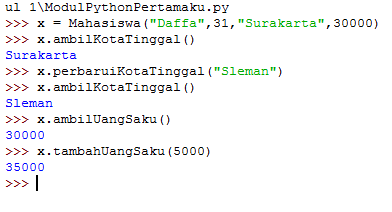 ul 1\ModulPythonPertamaku.py
>>> x = Mahasiswa("Daffa",31,"Surakarta",30000)
>>> x.ambilKotaTinggal()
Surakarta
>>> x.perbaruiKotaTinggal("Sleman")
>>> x.ambilKotaTinggal()
Sleman
>>> x.ambilUangSaku()
30000
>>> x.tambahUangSaku(5000)
35000
>>>